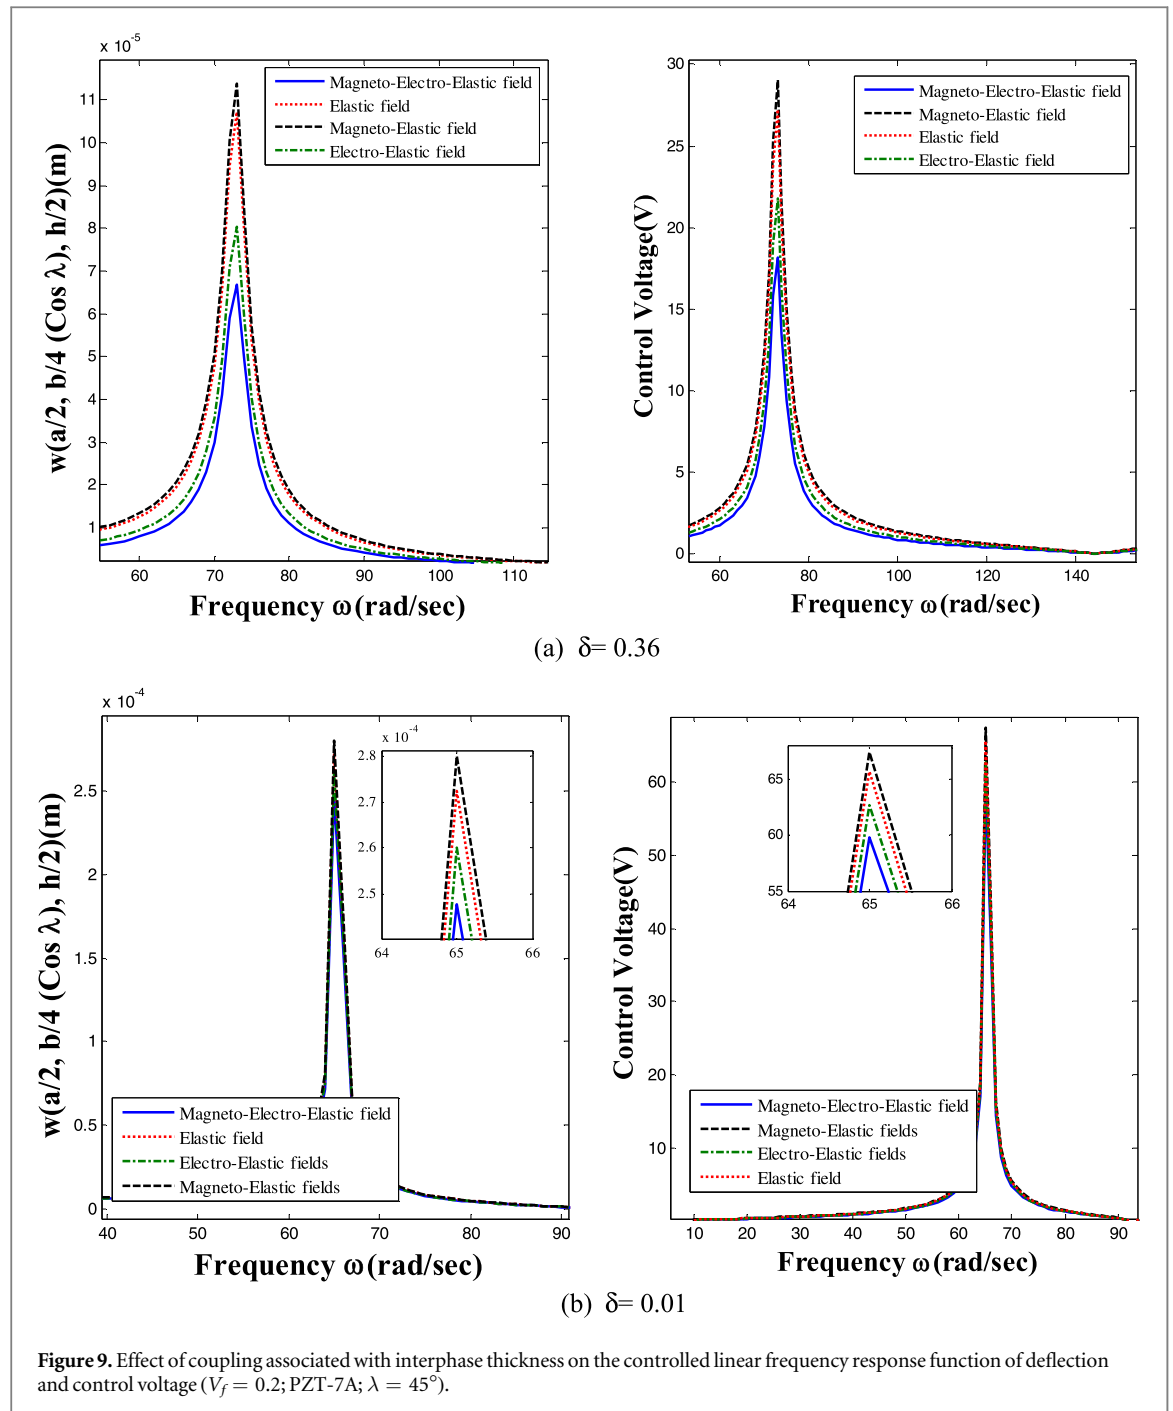 x 10⁻⁵
11
10
9
8
7
6
5
4
3
2
1
60 70 80 90 100 110
w(a/2, b/4 (Cos λ), h/2)(m)
Frequency ω(rad/sec)
Magneto-Electro-Elastic field
Elastic field
Magneto-Elastic field
Electro-Elastic field
30
25
20
15
10
5
0
60 80 100 120 140
Control Voltage(V)
Frequency ω(rad/sec)
Magneto-Electro-Elastic field
Magneto-Elastic field
Elastic field
Electro-Elastic field
(a) δ= 0.36
x 10⁻⁴
2.5
2
1.5
1
0.5
0
40 50 60 70 80 90
w(a/2, b/4 (Cos λ), h/2)(m)
Frequency ω(rad/sec)
x 10⁻⁴
2.8
2.7
2.6
2.5
64 65 66
Magneto-Electro-Elastic field
Elastic field
Electro-Elastic fields
Magneto-Elastic fields
60
50
40
30
20
10
10 20 30 40 50 60 70 80 90
Control Voltage(V)
Frequency ω(rad/sec)
65
60
55
64 65 66
Magneto-Electro-Elastic field
Magneto-Elastic fields
Electro-Elastic fields
Elastic field
(b) δ= 0.01
Figure 9. Effect of coupling associated with interphase thickness on the controlled linear frequency response function of deflection
and control voltage (V_f = 0.2; PZT-7A; λ = 45°).